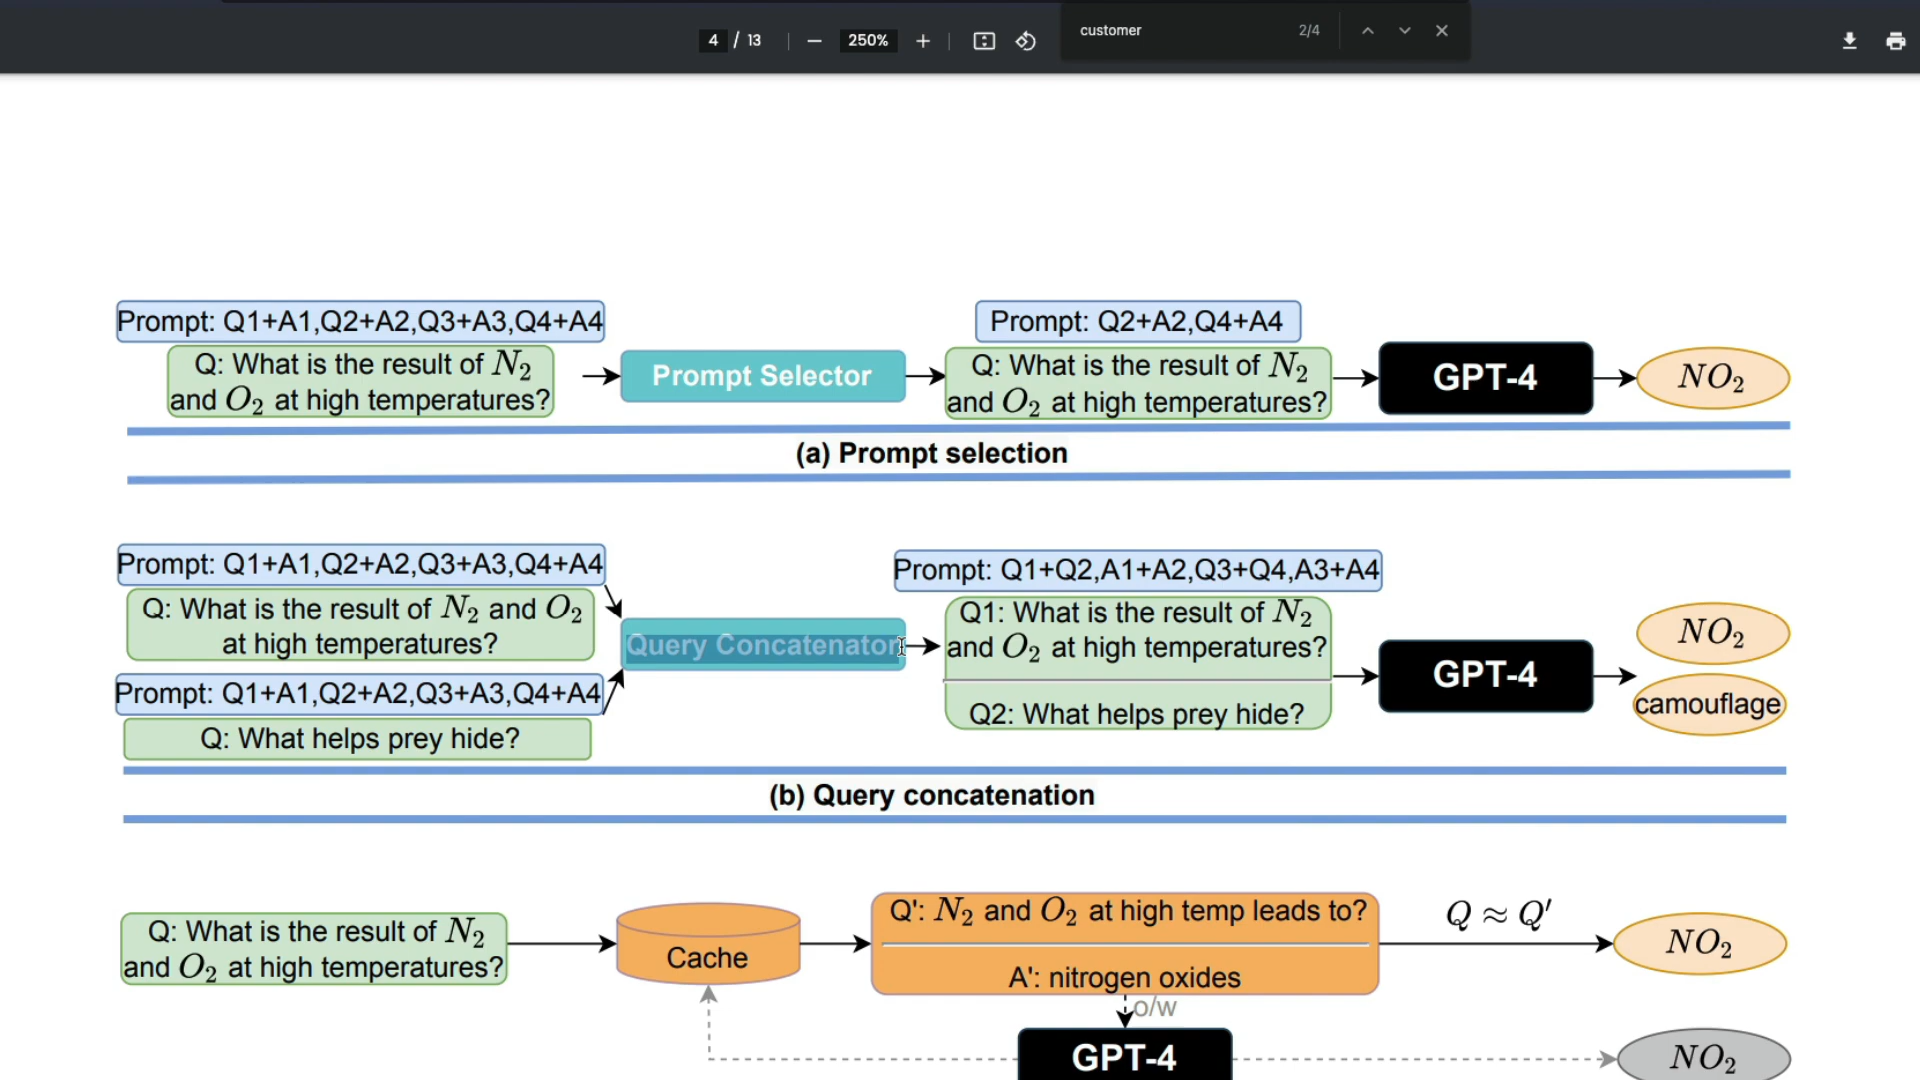 4 / 13
250%
customer
2/4
Prompt: Q1+A1,Q2+A2,Q3+A3,Q4+A4
Q: What is the result of N₂
and O₂ at high temperatures?
Prompt Selector
Prompt: Q2+A2,Q4+A4
Q: What is the result of N₂
and O₂ at high temperatures?
GPT-4
NO₂
(a) Prompt selection
Prompt: Q1+A1,Q2+A2,Q3+A3,Q4+A4
Q: What is the result of N₂ and O₂
at high temperatures?
Prompt: Q1+A1,Q2+A2,Q3+A3,Q4+A4
Q: What helps prey hide?
Query Concatenator
Prompt: Q1+Q2,A1+A2,Q3+Q4,A3+A4
Q1: What is the result of N₂
and O₂ at high temperatures?
Q2: What helps prey hide?
GPT-4
NO₂
camouflage
(b) Query concatenation
Q: What is the result of N₂
and O₂ at high temperatures?
Cache
Q': N₂ and O₂ at high temp leads to?
A': nitrogen oxides
Q ≈ Q′
NO₂
o/w
GPT-4
NO₂